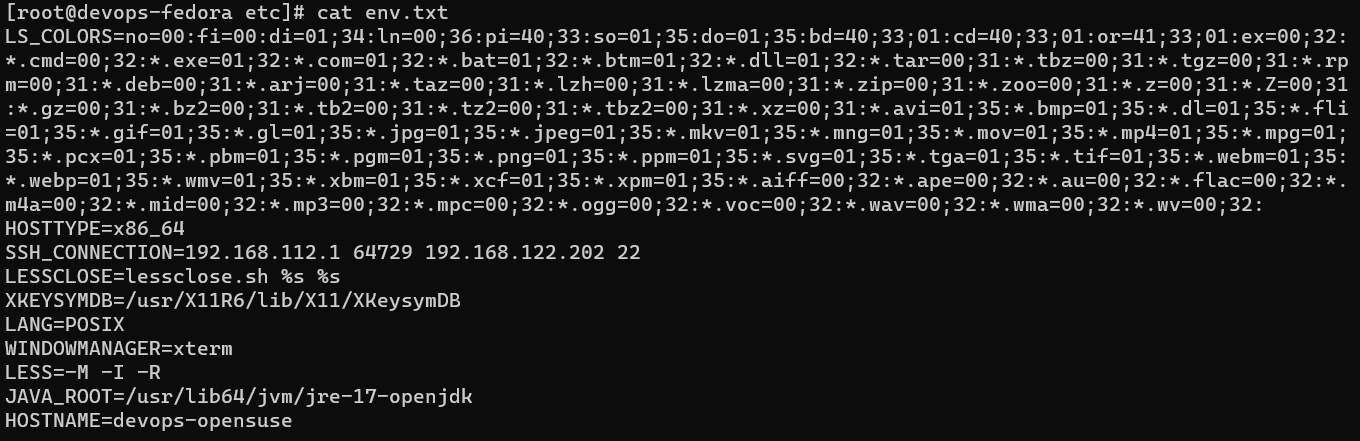 [root@devops-fedora etc]# cat env.txt
LS_COLORS=no=00:fi=00:di=01;34:ln=00;36:pi=40;33:so=01;35:do=01;35:bd=40;33;01:cd=40;33;01:or=41;33;01:ex=00;32:
*.cmd=00;32:*.exe=01;32:*.com=01;32:*.bat=01;32:*.btm=01;32:*.dll=01;32:*.tar=00;31:*.tbz=00;31:*.tgz=00;31:*.rp
m=00;31:*.deb=00;31:*.arj=00;31:*.taz=00;31:*.lzh=00;31:*.lzma=00;31:*.zip=00;31:*.zoo=00;31:*.z=00;31:*.Z=00;31
:*.gz=00;31:*.bz2=00;31:*.tb2=00;31:*.tz2=00;31:*.tbz2=00;31:*.xz=00;31:*.avi=01;35:*.bmp=01;35:*.dl=01;35:*.fli
=01;35:*.gif=01;35:*.gl=01;35:*.jpg=01;35:*.jpeg=01;35:*.mkv=01;35:*.mng=01;35:*.mov=01;35:*.mp4=01;35:*.mpg=01;
35:*.pcx=01;35:*.pbm=01;35:*.pgm=01;35:*.png=01;35:*.ppm=01;35:*.svg=01;35:*.tga=01;35:*.tif=01;35:*.webm=01;35:
*.webp=01;35:*.wmv=01;35:*.xbm=01;35:*.xcf=01;35:*.xpm=01;35:*.aiff=00;32:*.ape=00;32:*.au=00;32:*.flac=00;32:*.
m4a=00;32:*.mid=00;32:*.mp3=00;32:*.mpc=00;32:*.ogg=00;32:*.voc=00;32:*.wav=00;32:*.wma=00;32:*.wv=00;32:
HOSTTYPE=x86_64
SSH_CONNECTION=192.168.112.1 64729 192.168.122.202 22
LESSCLOSE=lessclose.sh %s %s
XKEYSYMDB=/usr/X11R6/lib/X11/XKeysymDB
LANG=POSIX
WINDOWMANAGER=xterm
LESS=-M -I -R
JAVA_ROOT=/usr/lib64/jvm/jre-17-openjdk
HOSTNAME=devops-opensuse